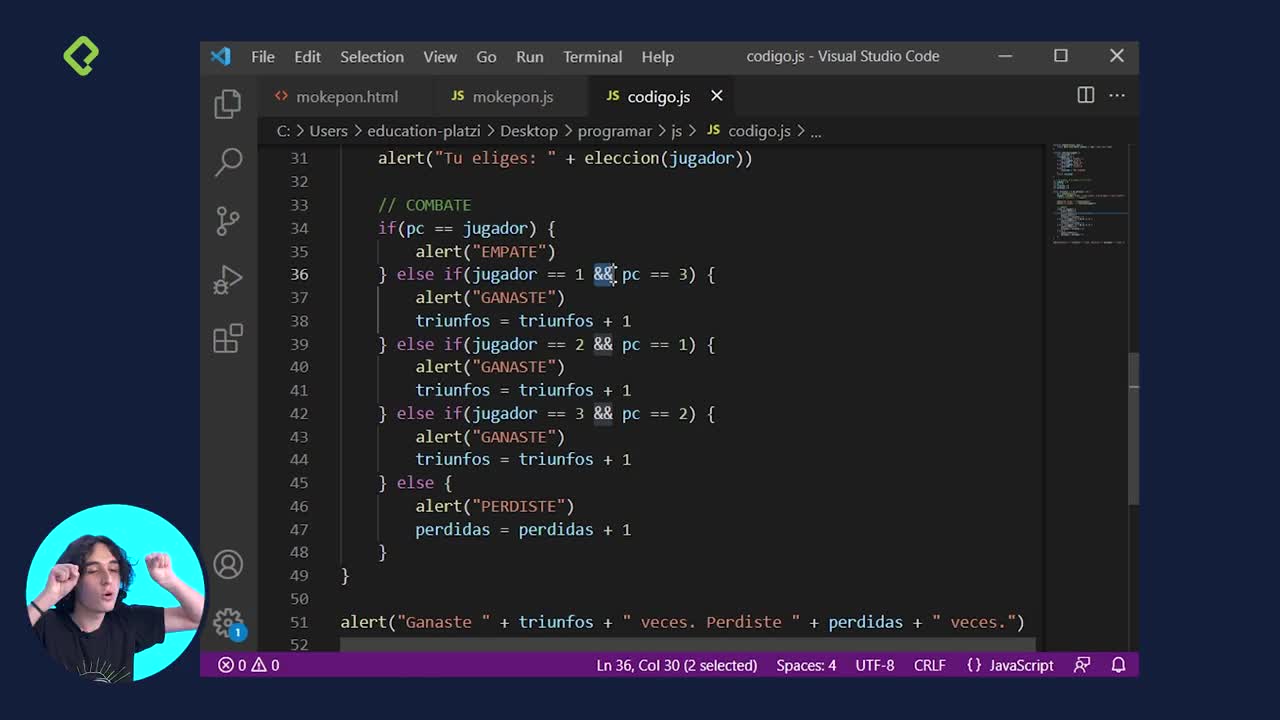 File Edit Selection View Go Run Terminal Help codigo.js - Visual Studio Code
mokepon.html JS mokepon.js JS codigo.js
C: > Users > education-platzi > Desktop > programar > js > JS codigo.js > ...
31 alert("Tu eliges: " + eleccion(jugador))
32
33 // COMBATE
34 if(pc == jugador) {
35 alert("EMPATE")
36 } else if(jugador == 1 && pc == 3) {
37 alert("GANASTE")
38 triunfos = triunfos + 1
39 } else if(jugador == 2 && pc == 1) {
40 alert("GANASTE")
41 triunfos = triunfos + 1
42 } else if(jugador == 3 && pc == 2) {
43 alert("GANASTE")
44 triunfos = triunfos + 1
45 } else {
46 alert("PERDISTE")
47 perdidas = perdidas + 1
48 }
49 }
50
51 alert("Ganaste " + triunfos + " veces. Perdiste " + perdidas + " veces.")
52
1
0 0 Ln 36, Col 30 (2 selected) Spaces: 4 UTF-8 CRLF {} JavaScript